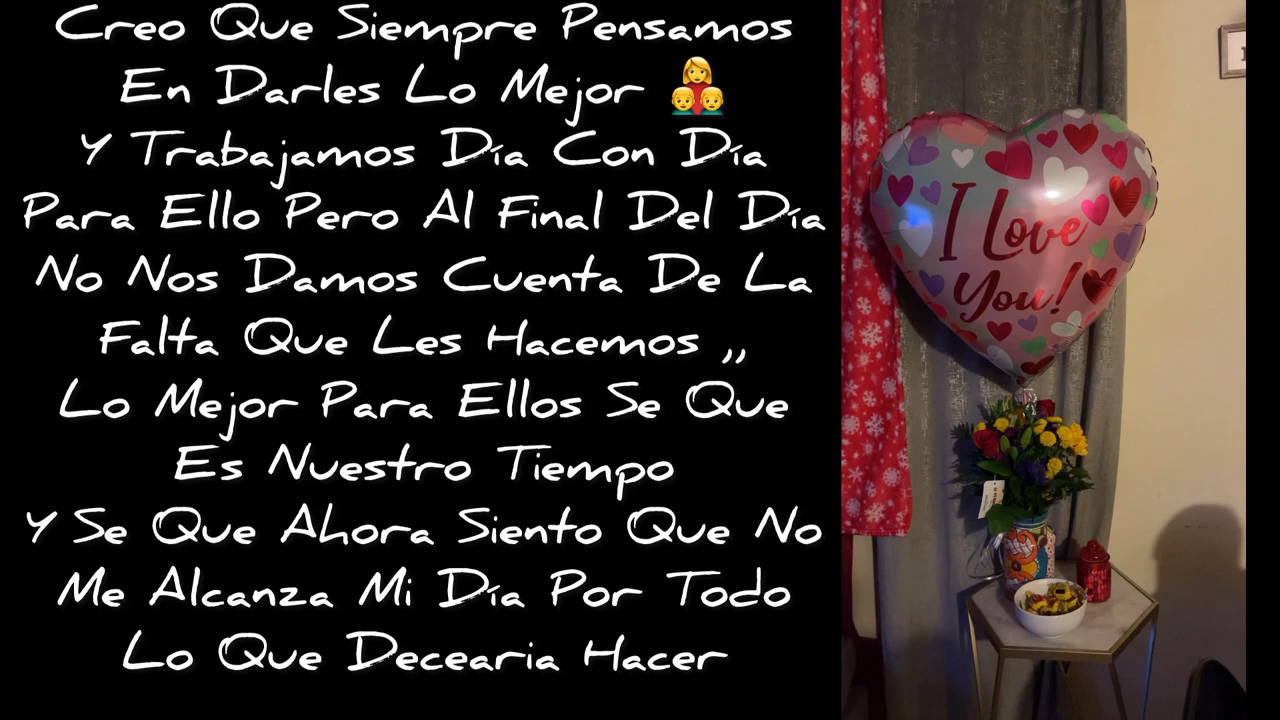 Creo Que Siempre Pensamos
En Darles Lo Mejor 👩‍👦‍👦
Y Trabajamos Día Con Día
Para Ello Pero Al Final Del Día
No Nos Damos Cuenta De La
Falta Que Les Hacemos ,,
Lo Mejor Para Ellos Se Que
Es Nuestro Tiempo
Y Se Que Ahora Siento Que No
Me Alcanza Mi Día Por Todo
Lo Que Decearia Hacer
I Love
You!